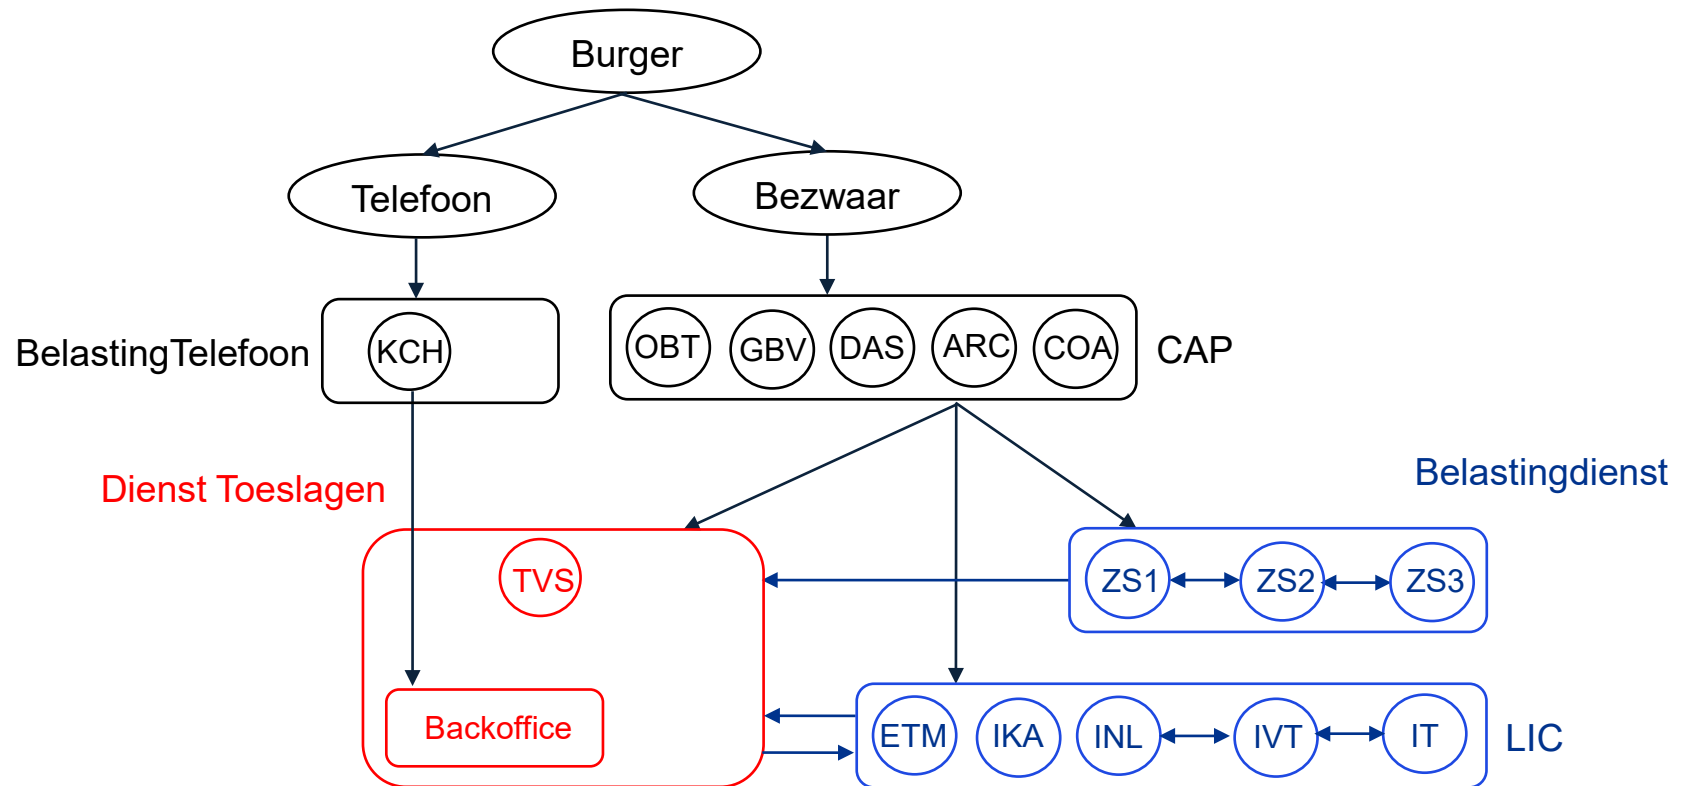 Burger
Telefoon
Bezwaar
BelastingTelefoon
KCH
OBT
GBV
DAS
ARC
COA
CAP
Dienst Toeslagen
Belastingdienst
TVS
ZS1
ZS2
ZS3
Backoffice
ETM
IKA
INL
IVT
IT
LIC